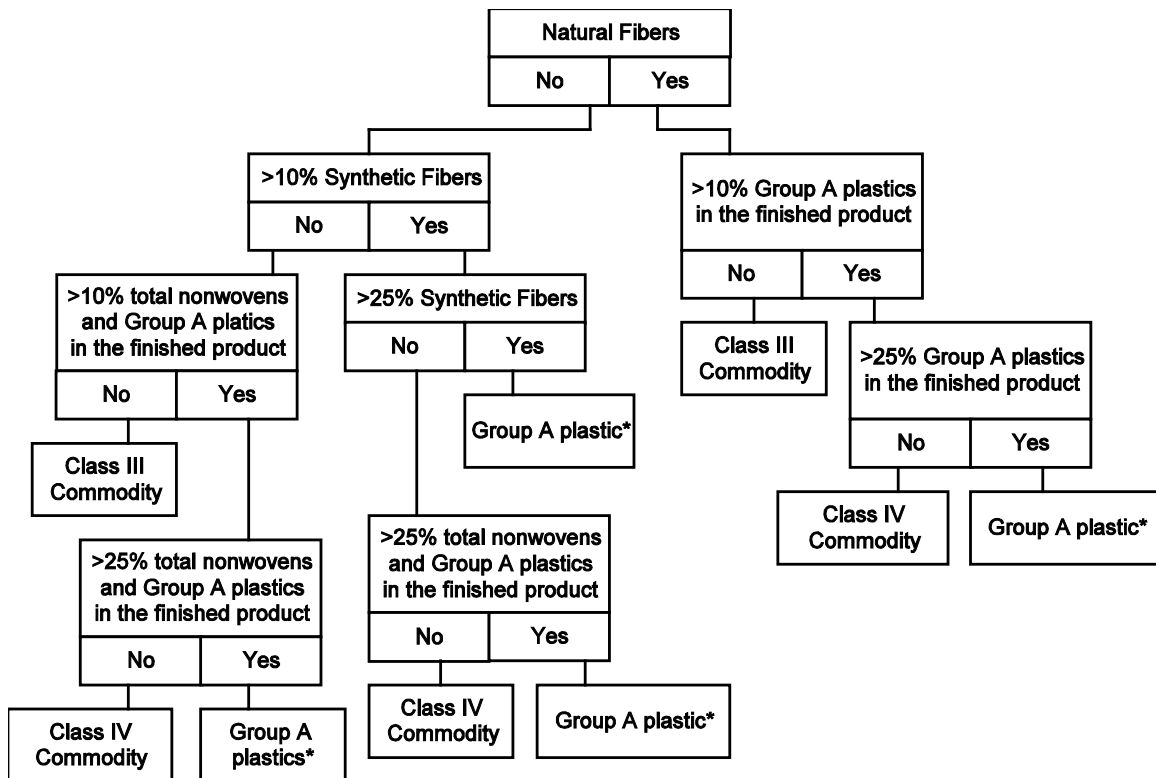 Natural Fibers
No
Yes
>10% Synthetic Fibers
No
Yes
>10% Group A plastics
in the finished product
No
Yes
>10% total nonwovens
and Group A platics
in the finished product
No
Yes
>25% Synthetic Fibers
No
Yes
Class III
Commodity
>25% Group A plastics
in the finished product
No
Yes
Group A plastic*
Class III
Commodity
Class IV
Commodity
Group A plastic*
>25% total nonwovens
and Group A plastics
in the finished product
No
Yes
>25% total nonwovens
and Group A plastics
in the finished product
No
Yes
Class IV
Commodity
Group A
plastics*
Class IV
Commodity
Group A plastic*